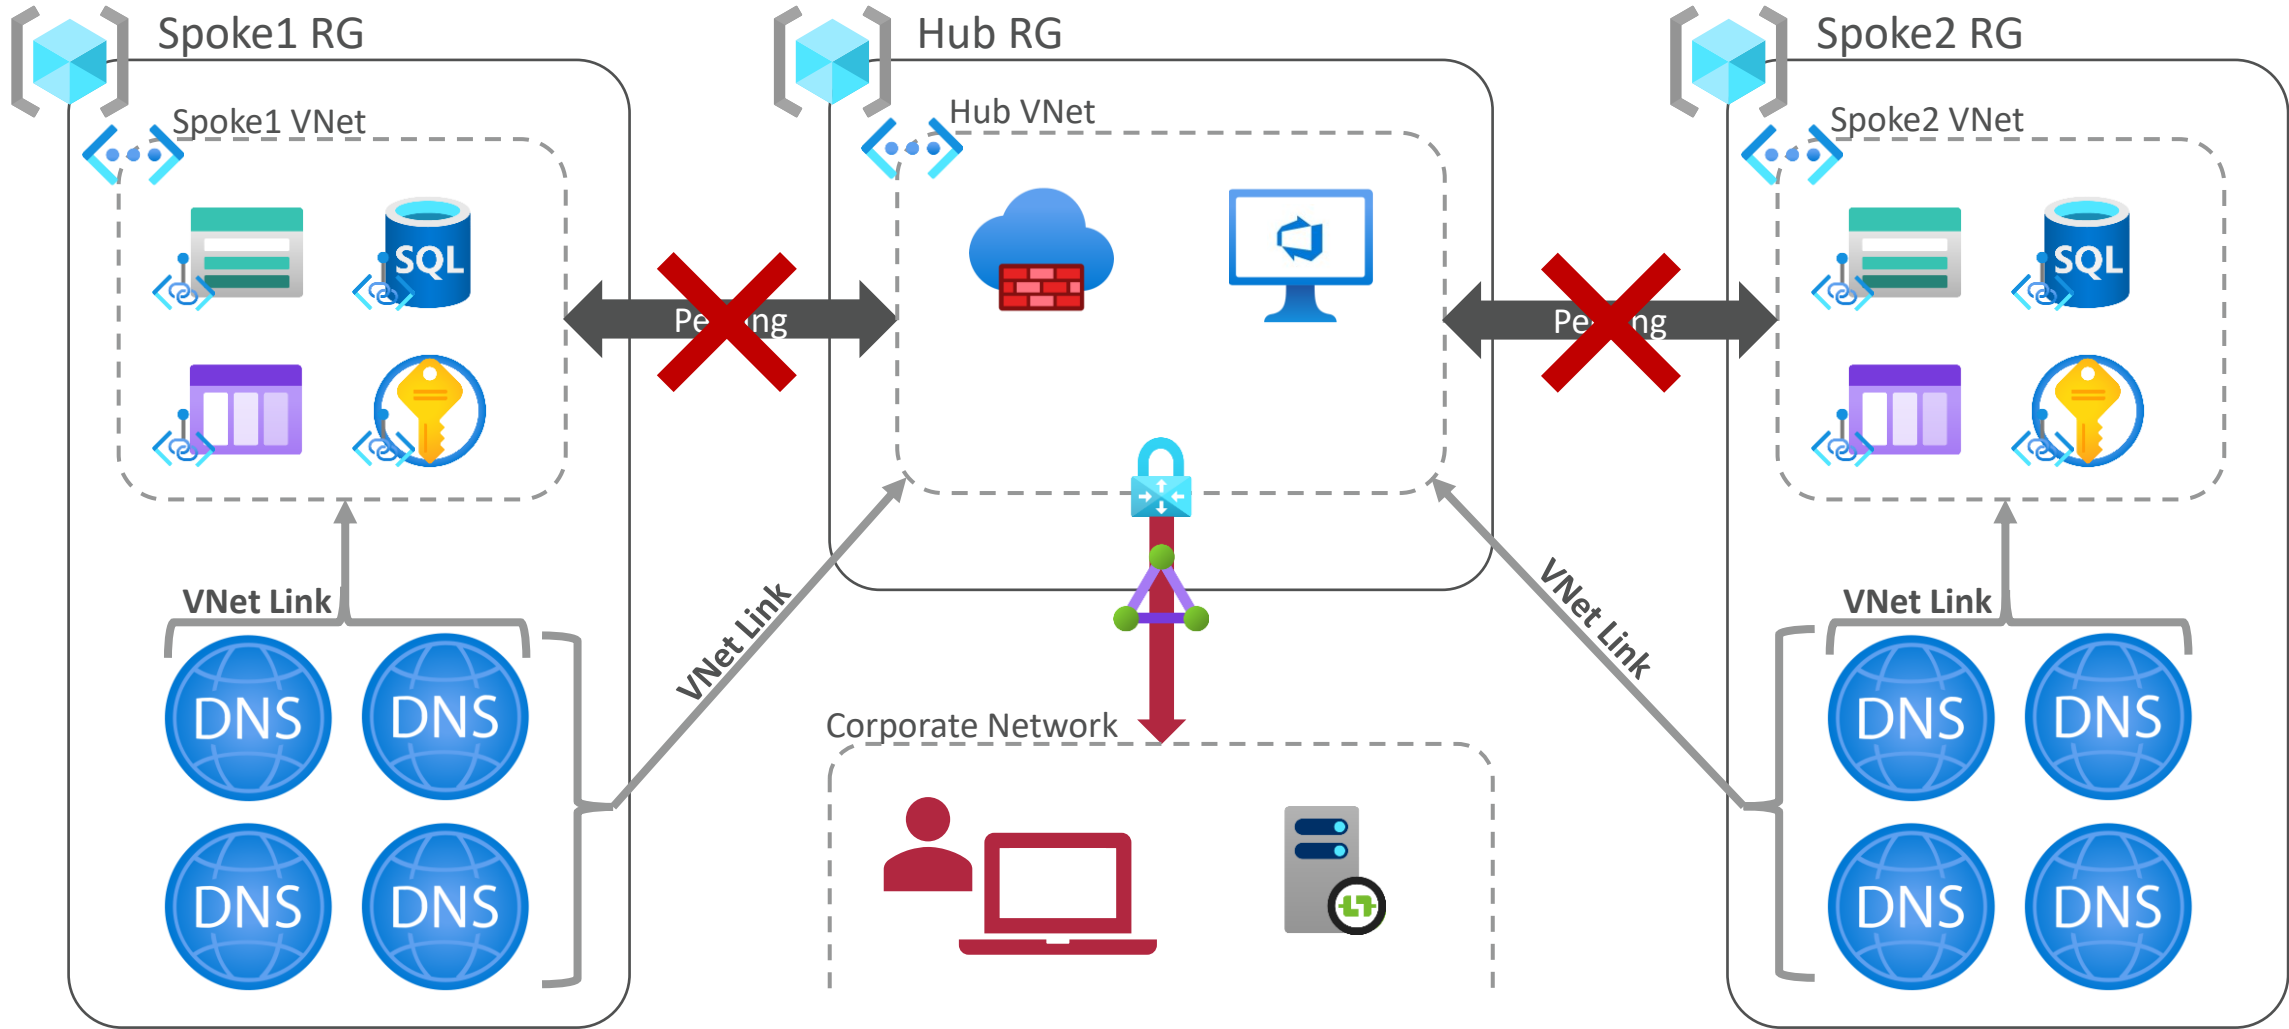 Spoke1 RG
Hub RG
Spoke2 RG
Spoke1 VNet
Hub VNet
Spoke2 VNet
SQL
SQL
VNet Link
VNet Link
VNet Link
VNet Link
DNS
DNS
DNS
DNS
Corporate Network
DNS
DNS
DNS
DNS